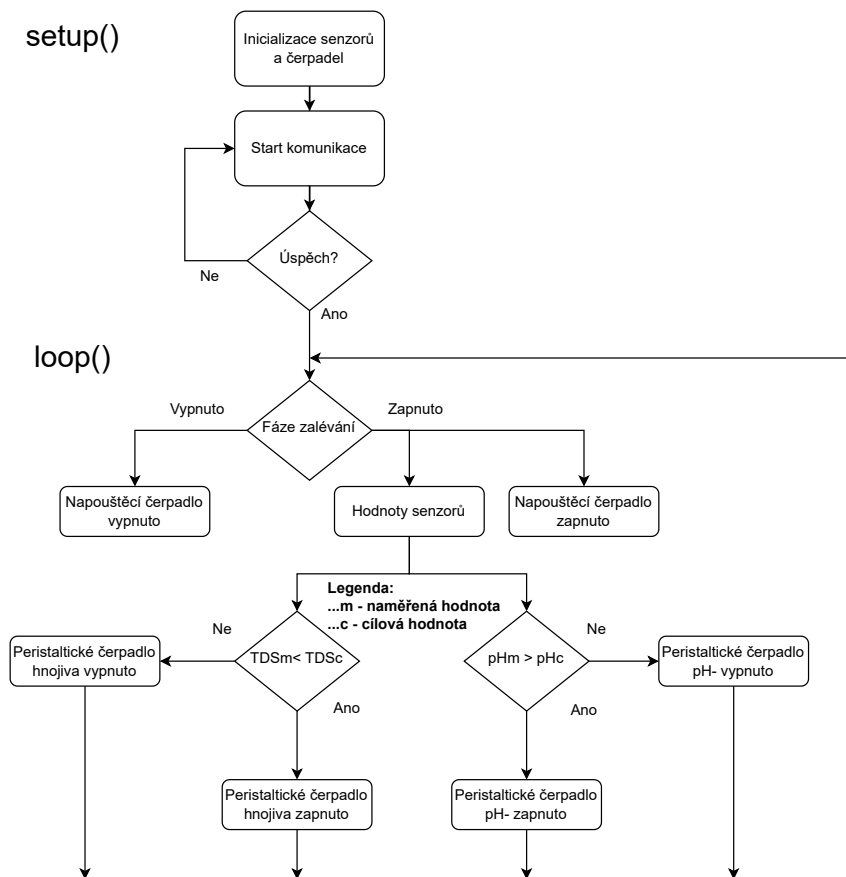 setup()
Inicializace senzorů
a čerpadel
Start komunikace
Úspěch?
Ne
Ano
loop()
Vypnuto
Fáze zalévání
Zapnuto
Napouštěcí čerpadlo
vypnuto
Hodnoty senzorů
Napouštěcí čerpadlo
zapnuto
Legenda:
...m - naměřená hodnota
...c - cílová hodnota
Ne
TDSm< TDSc
Ano
Peristaltické čerpadlo
hnojiva vypnuto
pHm > pHc
Ne
Ano
Peristaltické čerpadlo
pH- vypnuto
Peristaltické čerpadlo
hnojiva zapnuto
Peristaltické čerpadlo
pH- zapnuto